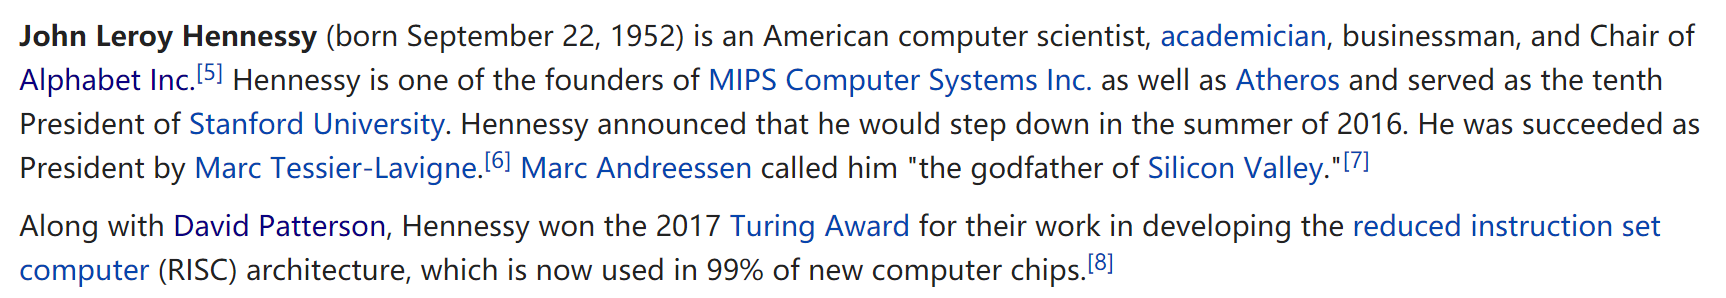 John Leroy Hennessy (born September 22, 1952) is an American computer scientist, academician, businessman, and Chair of
Alphabet Inc.[5] Hennessy is one of the founders of MIPS Computer Systems Inc. as well as Atheros and served as the tenth
President of Stanford University. Hennessy announced that he would step down in the summer of 2016. He was succeeded as
President by Marc Tessier-Lavigne.[6] Marc Andreessen called him "the godfather of Silicon Valley."[7]
Along with David Patterson, Hennessy won the 2017 Turing Award for their work in developing the reduced instruction set
computer (RISC) architecture, which is now used in 99% of new computer chips.[8]